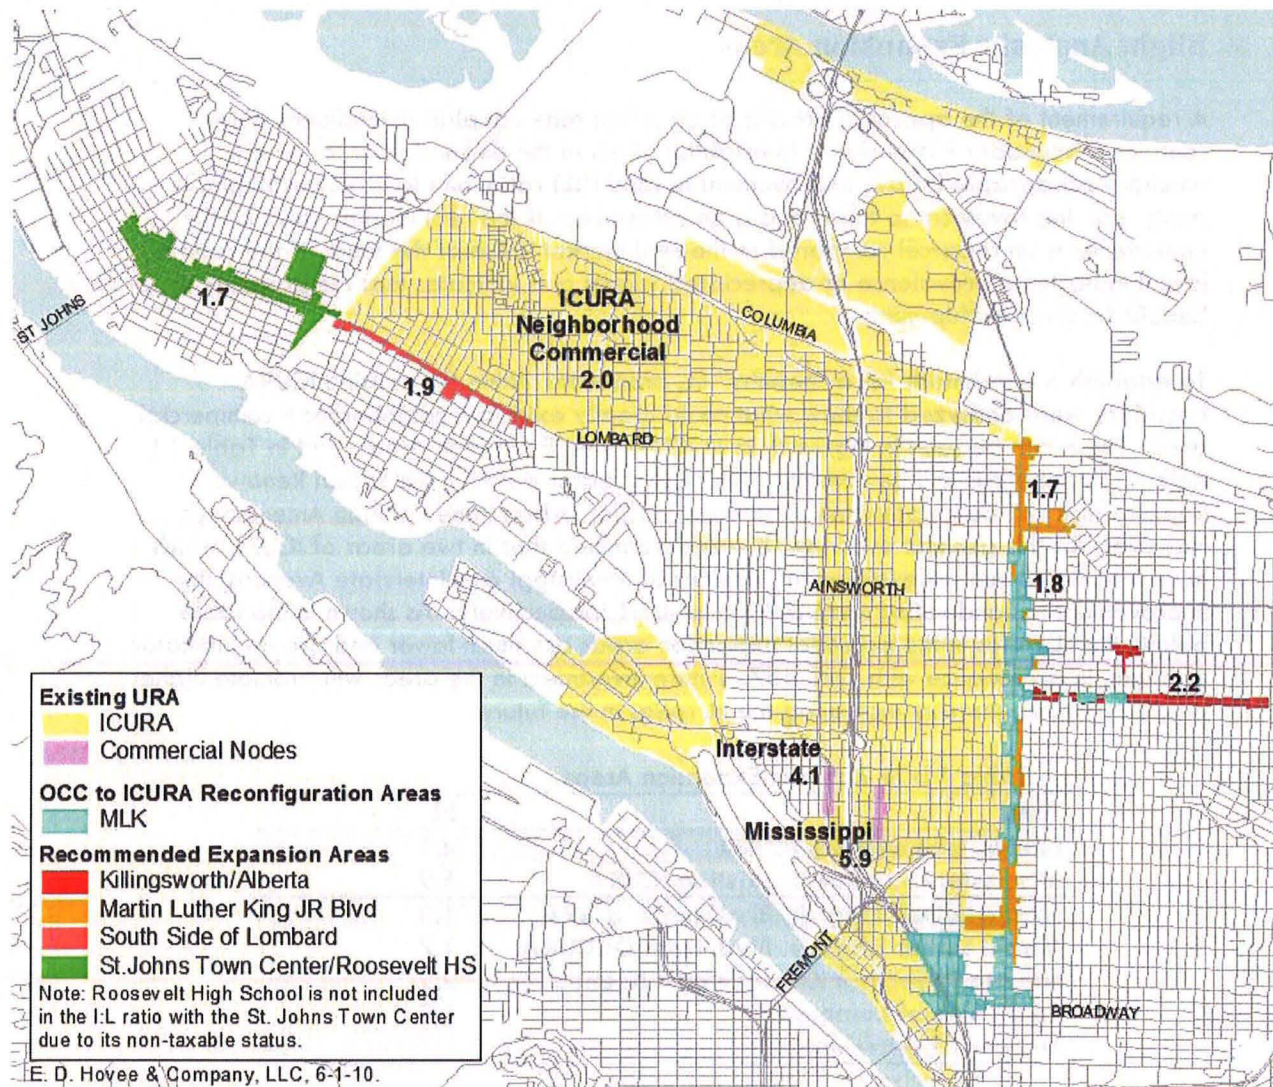 ST JOHNS
1.7
1.9
ICURA
Neighborhood
Commercial
2.0
COLUMBIA
LOMBARD
1.7
AINSWORTH
1.8
2.2
Interstate
4.1
Mississippi
5.9
FREMONT
BROADWAY
Existing URA
ICURA
Commercial Nodes
OCC to ICURA Reconfiguration Areas
MLK
Recommended Expansion Areas
Killingsworth/Alberta
Martin Luther King JR Blvd
South Side of Lombard
St.Johns Town Center/Roosevelt HS
Note: Roosevelt High School is not included
in the I:L ratio with the St. Johns Town Center
due to its non-taxable status.
E. D. Hovee & Company, LLC, 6-1-10.